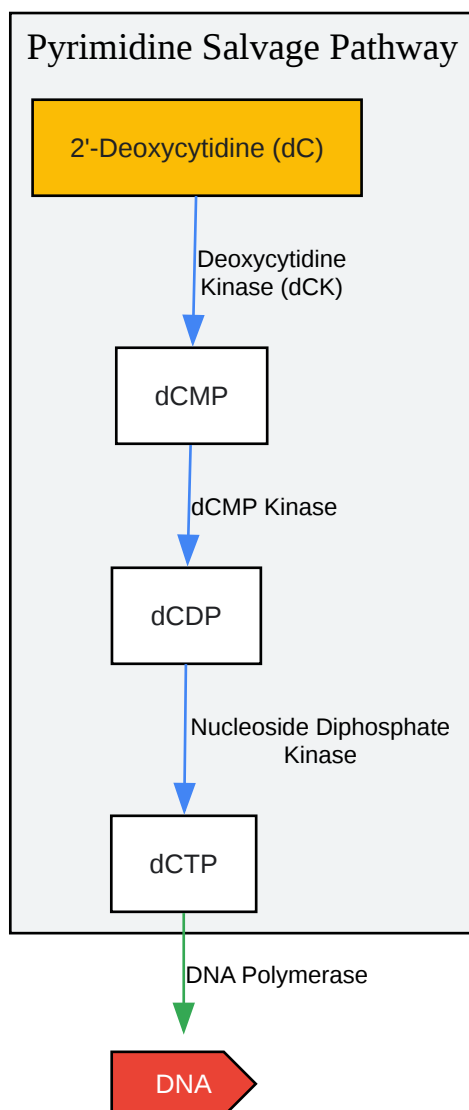 Pyrimidine Salvage Pathway
2'-Deoxycytidine (dC)
Deoxycytidine
Kinase (dCK)
dCMP
dCMP Kinase
dCDP
Nucleoside Diphosphate
Kinase
dCTP
DNA Polymerase
DNA